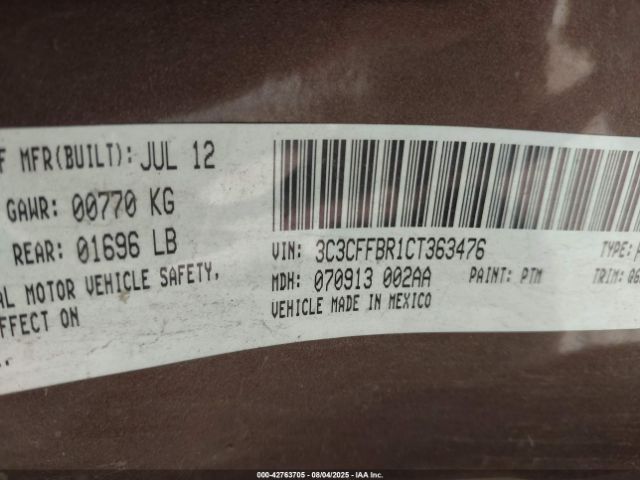 F MFR(BUILT): JUL 12
GAWR: 00770 KG
REAR: 01696 LB
AL MOTOR VEHICLE SAFETY,
EFFECT ON
VIN: 3C3CFFBR1CT363476 TYPE:
MDH: 070913 002AA PAINT: PTM TRIM:
VEHICLE MADE IN MEXICO
000-42763705 - 08/04/2025 - IAA Inc.